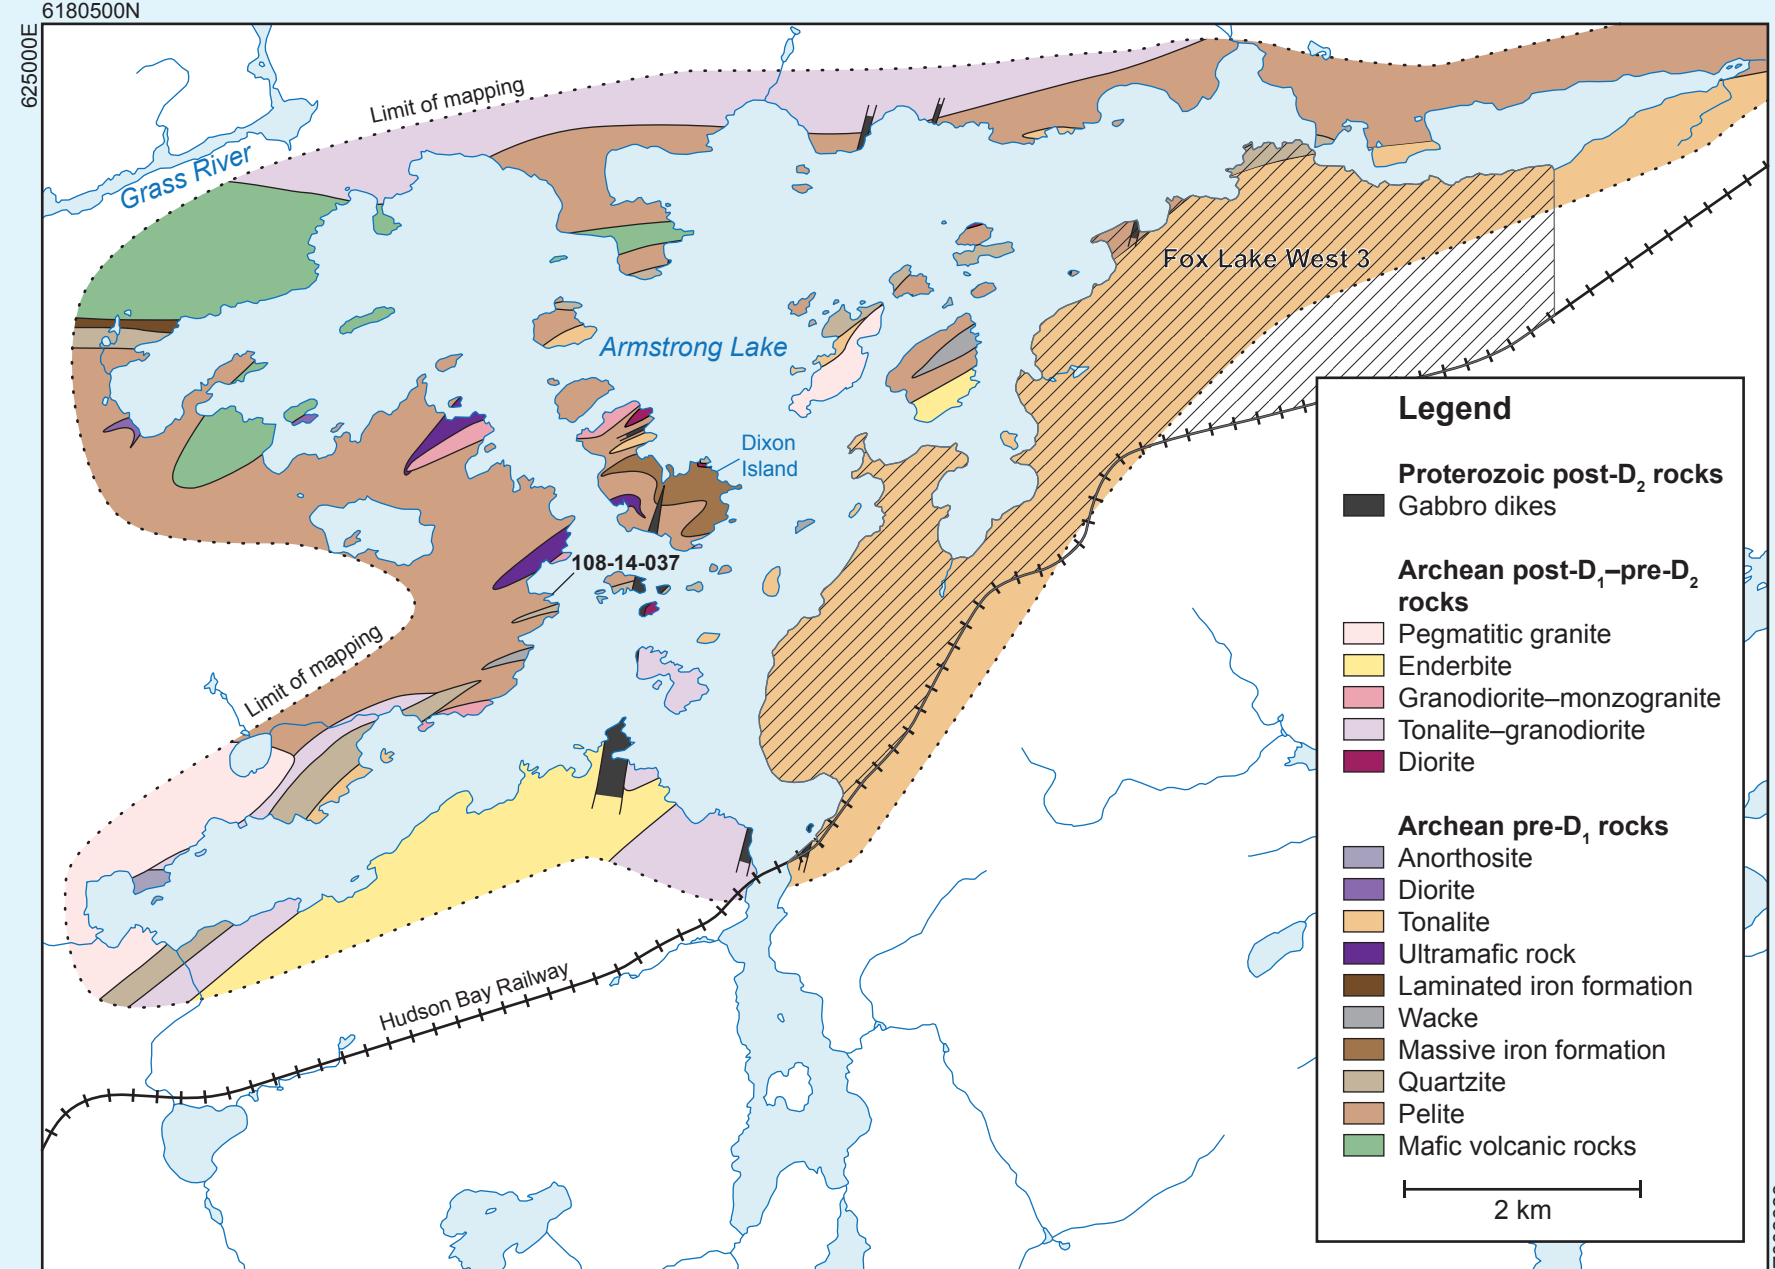 6180500N
625000E
Limit of mapping
Grass River
Fox Lake West 3
Armstrong Lake
Dixon
Island
108-14-037
Limit of mapping
Hudson Bay Railway
Legend
Proterozoic post-D2 rocks
Gabbro dikes
Archean post-D1–pre-D2
rocks
Pegmatitic granite
Enderbite
Granodiorite–monzogranite
Tonalite–granodiorite
Diorite
Archean pre-D1 rocks
Anorthosite
Diorite
Tonalite
Ultramafic rock
Laminated iron formation
Wacke
Massive iron formation
Quartzite
Pelite
Mafic volcanic rocks
2 km